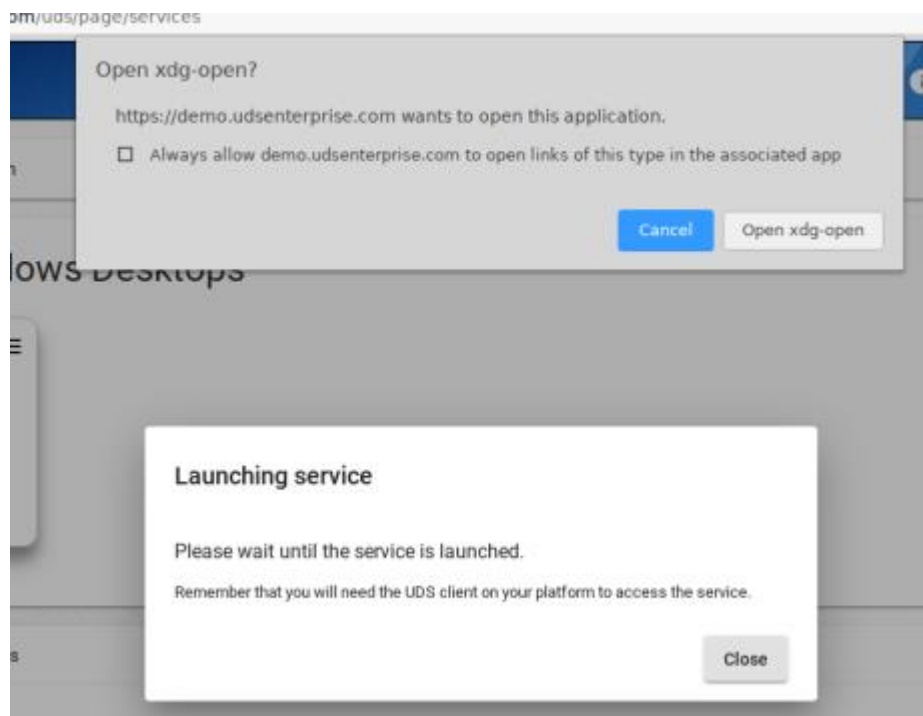 om/uds/page/services
Open xdg-open?
https://demo.udsenterprise.com wants to open this application.
Always allow demo.udsenterprise.com to open links of this type in the associated app
Cancel
Open xdg-open
lows Desktops
Launching service
Please wait until the service is launched.
Remember that you will need the UDS client on your platform to access the service.
s
Close